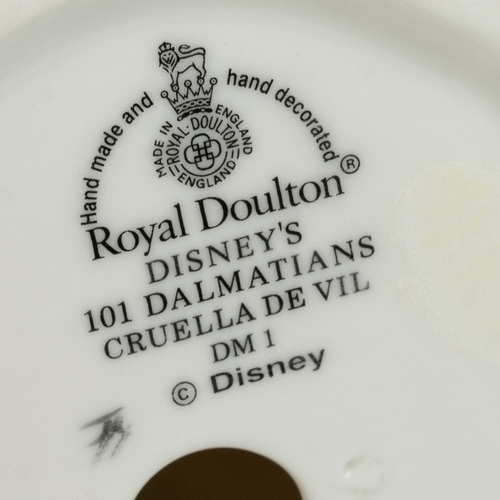 Hand made and hand decorated
MADE IN ENGLAND
ROYAL·DOULTON
ENGLAND
Royal Doulton®
DISNEY'S
101 DALMATIANS
CRUELLA DE VIL
DM 1
© Disney